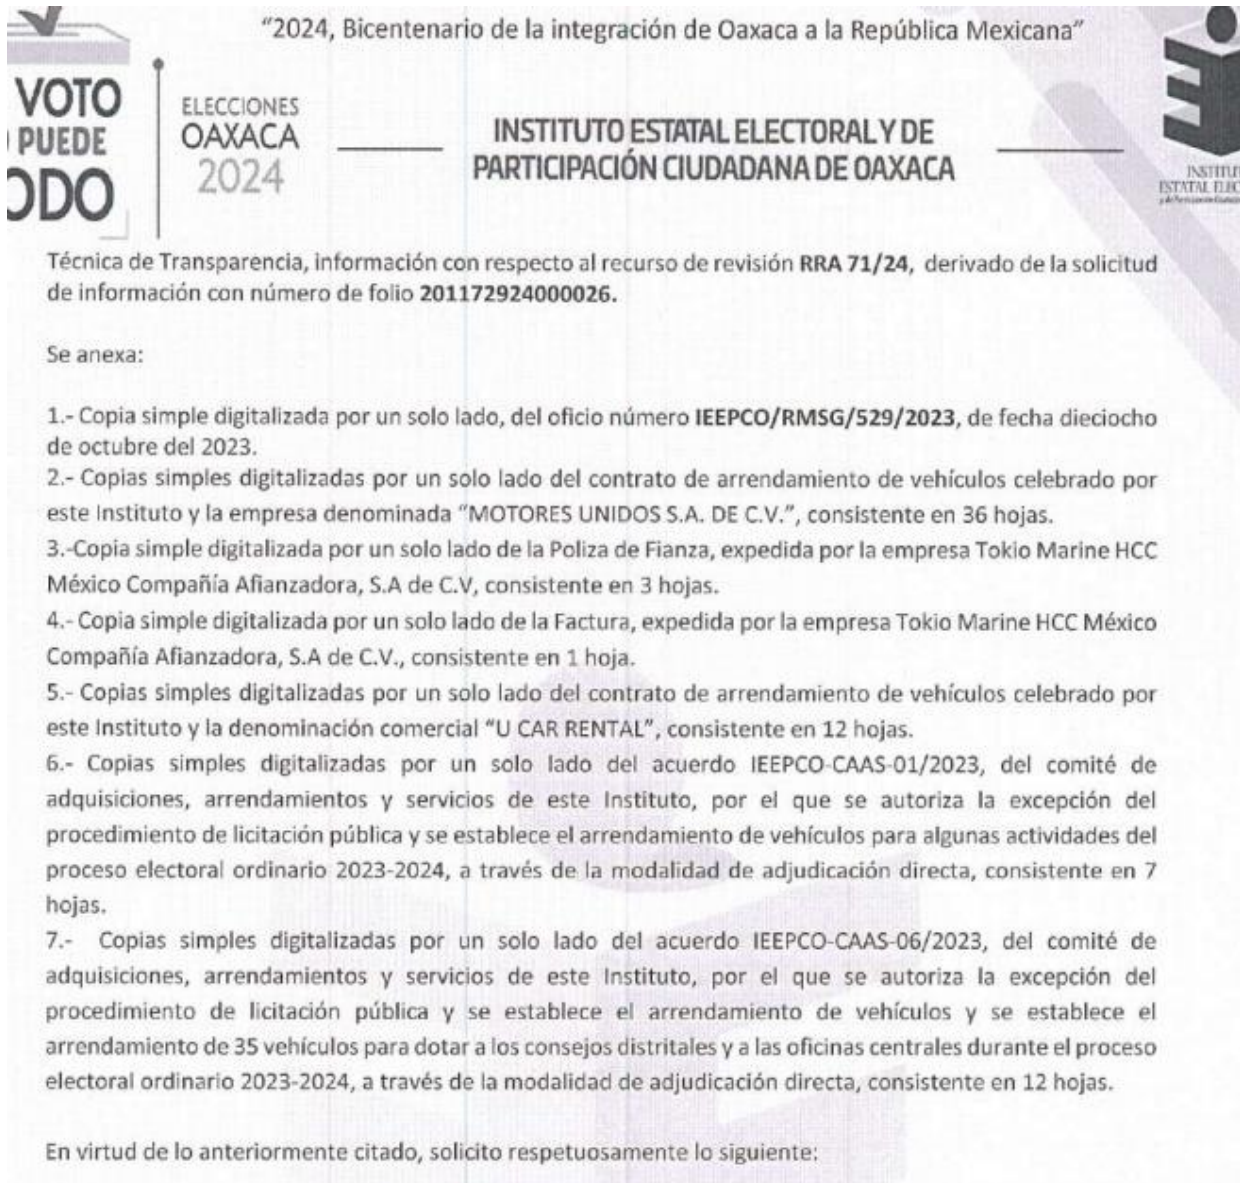 “2024, Bicentenario de la integración de Oaxaca a la República Mexicana”
VOTO
PUEDE
ODO
ELECCIONES
OAXACA
2024
INSTITUTO ESTATAL ELECTORAL Y DE
PARTICIPACIÓN CIUDADANA DE OAXACA
INSTITU
ESTATAL ELEC
Técnica de Transparencia, información con respecto al recurso de revisión RRA 71/24, derivado de la solicitud
de información con número de folio 201172924000026.
Se anexa:
1.- Copia simple digitalizada por un solo lado, del oficio número IEEPCO/RMSG/529/2023, de fecha dieciocho
de octubre del 2023.
2.- Copias simples digitalizadas por un solo lado del contrato de arrendamiento de vehículos celebrado por
este Instituto y la empresa denominada “MOTORES UNIDOS S.A. DE C.V.”, consistente en 36 hojas.
3.-Copia simple digitalizada por un solo lado de la Poliza de Fianza, expedida por la empresa Tokio Marine HCC
México Compañía Afianzadora, S.A de C.V, consistente en 3 hojas.
4.- Copia simple digitalizada por un solo lado de la Factura, expedida por la empresa Tokio Marine HCC México
Compañía Afianzadora, S.A de C.V., consistente en 1 hoja.
5.- Copias simples digitalizadas por un solo lado del contrato de arrendamiento de vehículos celebrado por
este Instituto y la denominación comercial “U CAR RENTAL”, consistente en 12 hojas.
6.- Copias simples digitalizadas por un solo lado del acuerdo IEEPCO-CAAS-01/2023, del comité de
adquisiciones, arrendamientos y servicios de este Instituto, por el que se autoriza la excepción del
procedimiento de licitación pública y se establece el arrendamiento de vehículos para algunas actividades del
proceso electoral ordinario 2023-2024, a través de la modalidad de adjudicación directa, consistente en 7
hojas.
7.- Copias simples digitalizadas por un solo lado del acuerdo IEEPCO-CAAS-06/2023, del comité de
adquisiciones, arrendamientos y servicios de este Instituto, por el que se autoriza la excepción del
procedimiento de licitación pública y se establece el arrendamiento de vehículos y se establece el
arrendamiento de 35 vehículos para dotar a los consejos distritales y a las oficinas centrales durante el proceso
electoral ordinario 2023-2024, a través de la modalidad de adjudicación directa, consistente en 12 hojas.
En virtud de lo anteriormente citado, solicito respetuosamente lo siguiente: